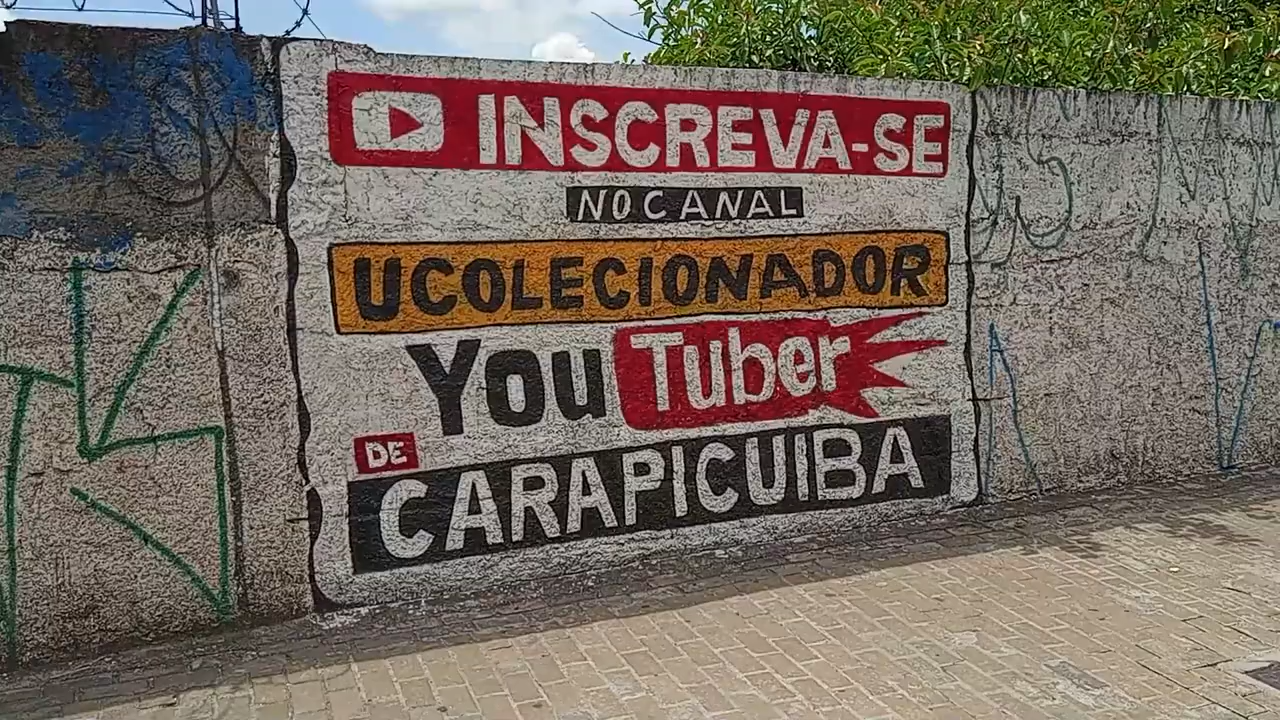 INSCREVA-SE
NO CANAL
UCOLECIONADOR
YouTuber
DE
CARAPICUIBA